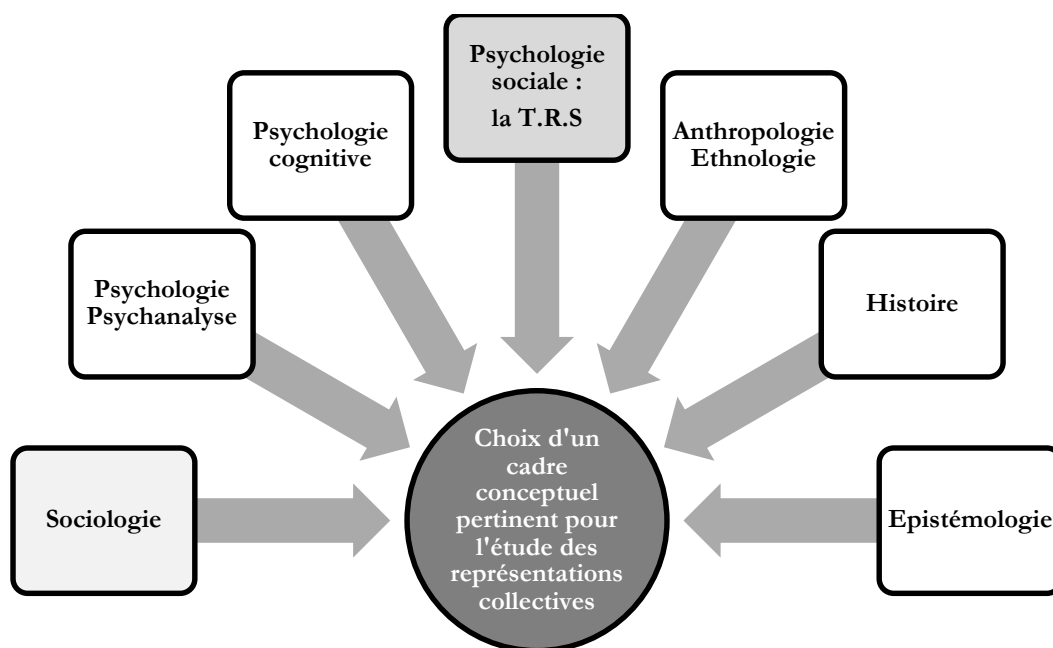 Psychologie
sociale :
la T.R.S
Psychologie
cognitive
Anthropologie
Ethnologie
Psychologie
Psychanalyse
Histoire
Sociologie
Choix d'un
cadre
conceptuel
pertinent pour
l'étude des
représentations
collectives
Epistémologie